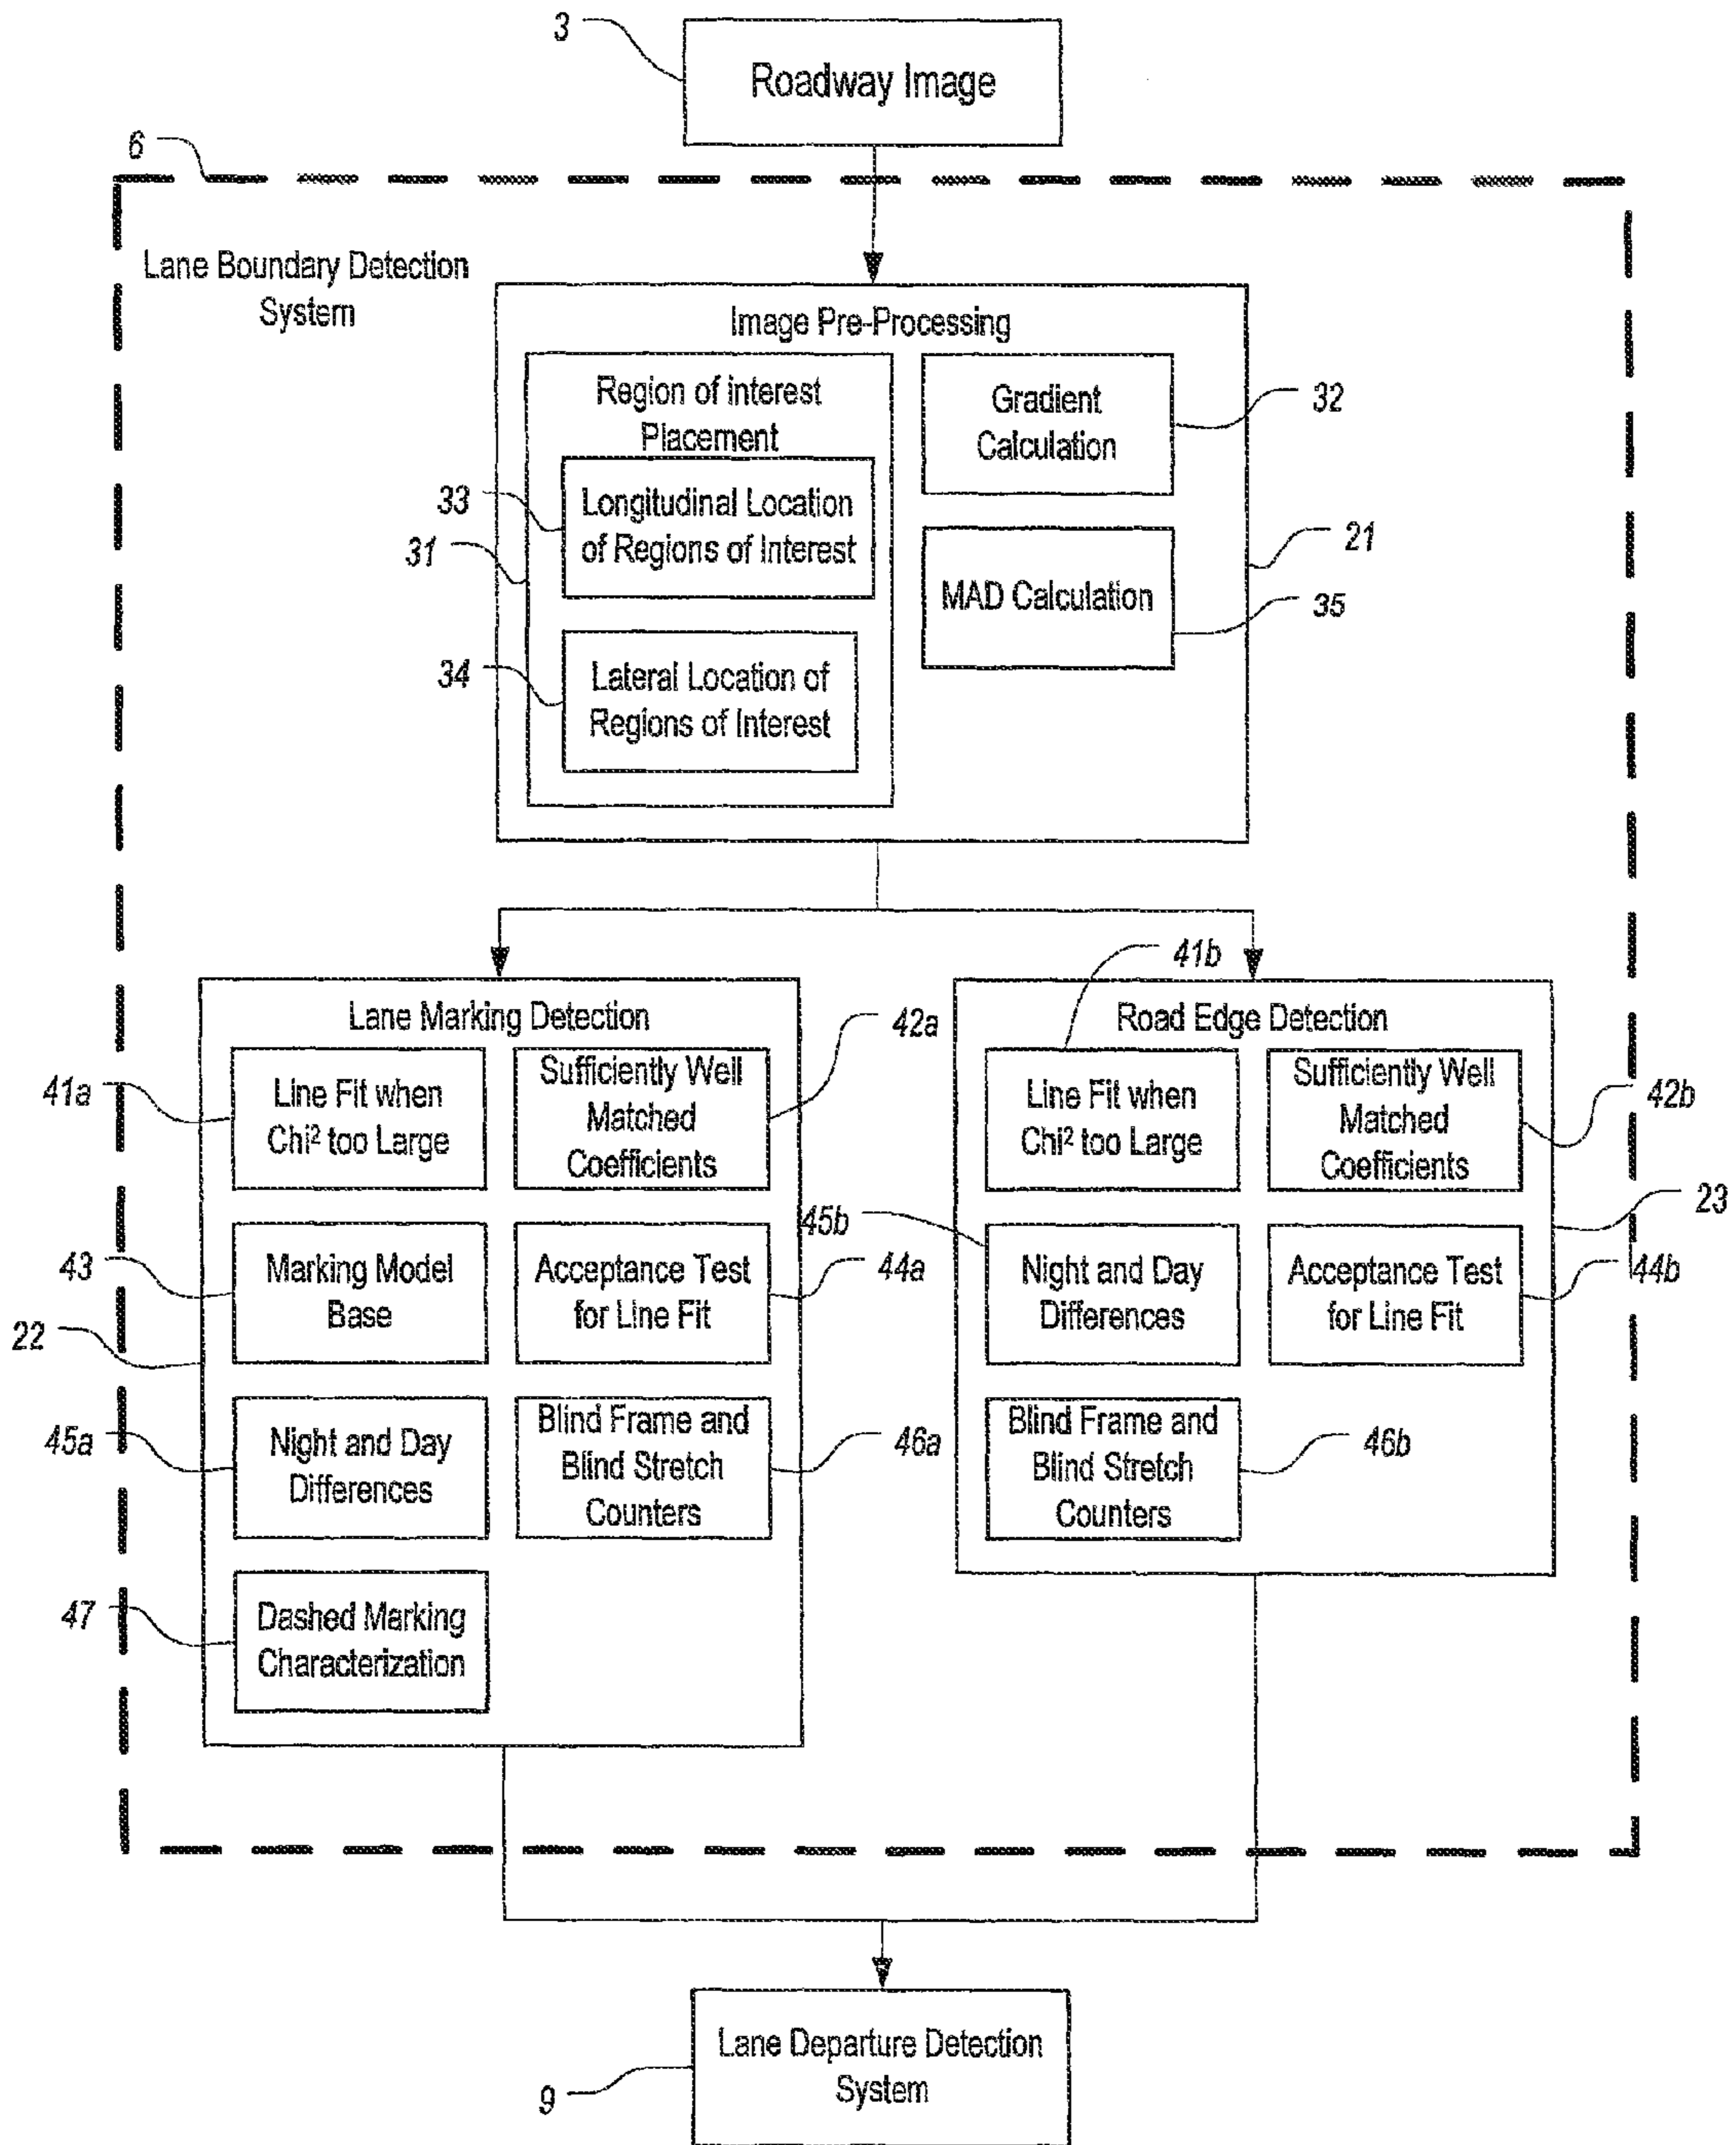 3
Roadway Image
6
Lane Boundary Detection
System
Image Pre-Processing
Region of interest
Placement
Gradient
Calculation
32
33
Longitudinal Location
of Regions of Interest
31
21
MAD Calculation
35
34
Lateral Location of
Regions of Interest
41b
Lane Marking Detection
42a
Road Edge Detection
41a
Line Fit when
Chi² too Large
Sufficiently Well
Matched
Coefficients
Line Fit when
Chi² too Large
Sufficiently Well
Matched
Coefficients
42b
23
45b
43
Marking Model
Base
Acceptance Test
for Line Fit
44a
Night and Day
Differences
Acceptance Test
for Line Fit
44b
22
45a
Night and Day
Differences
Blind Frame and
Blind Stretch
Counters
46a
Blind Frame and
Blind Stretch
Counters
46b
47
Dashed Marking
Characterization
Lane Departure Detection
System
9